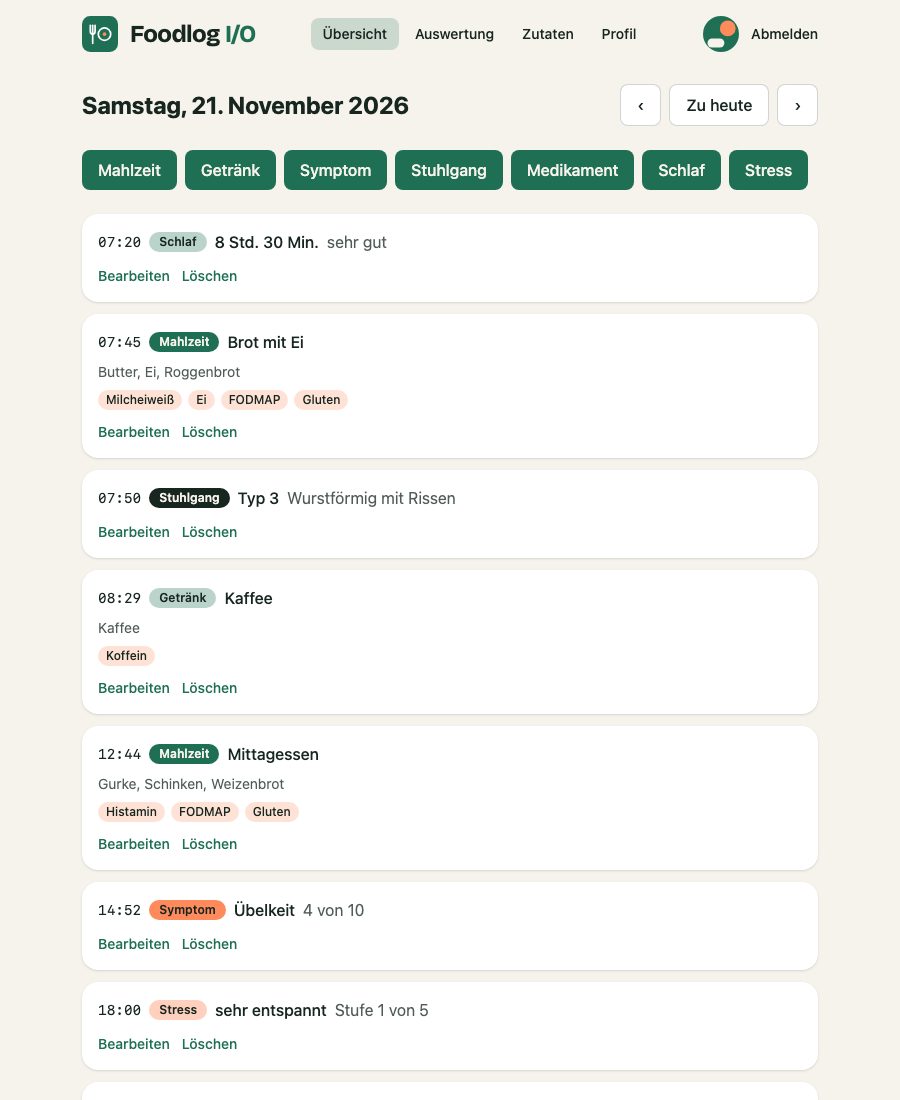 Foodlog I/O Übersicht Auswertung Zutaten Profil Abmelden
Samstag, 21. November 2026 ‹ Zu heute ›
Mahlzeit Getränk Symptom Stuhlgang Medikament Schlaf Stress
07:20 Schlaf 8 Std. 30 Min. sehr gut
Bearbeiten Löschen
07:45 Mahlzeit Brot mit Ei
Butter, Ei, Roggenbrot
Milcheiweiß Ei FODMAP Gluten
Bearbeiten Löschen
07:50 Stuhlgang Typ 3 Wurstförmig mit Rissen
Bearbeiten Löschen
08:29 Getränk Kaffee
Kaffee
Koffein
Bearbeiten Löschen
12:44 Mahlzeit Mittagessen
Gurke, Schinken, Weizenbrot
Histamin FODMAP Gluten
Bearbeiten Löschen
14:52 Symptom Übelkeit 4 von 10
Bearbeiten Löschen
18:00 Stress sehr entspannt Stufe 1 von 5
Bearbeiten Löschen